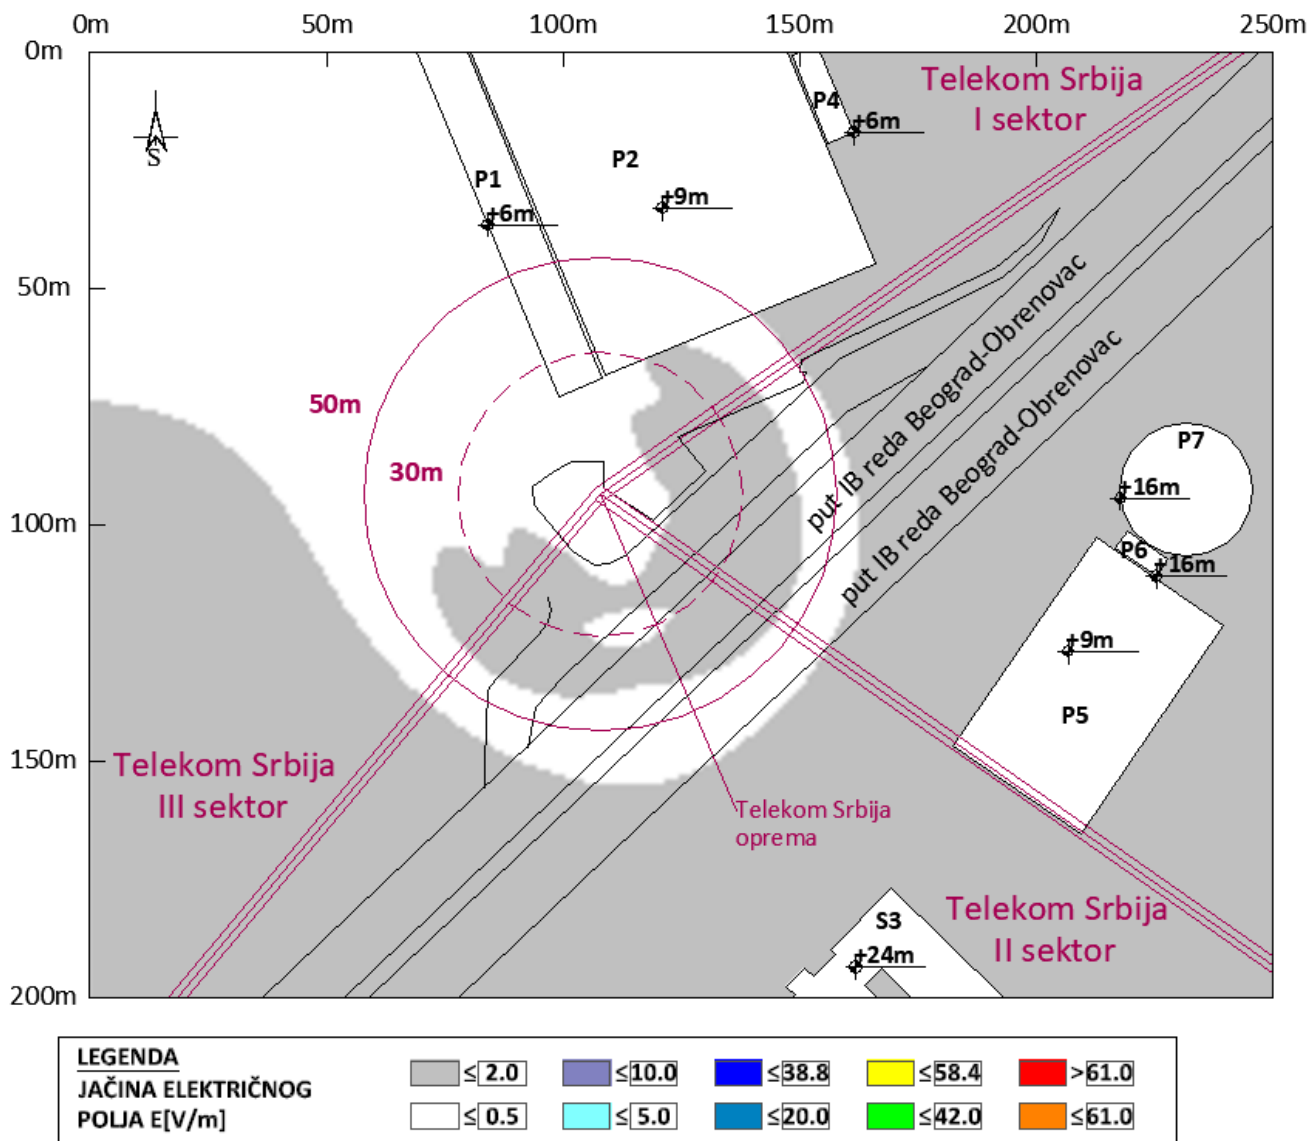 0m 50m 100m 150m 200m 250m
0m
50m
100m
150m
200m
S
Telekom Srbija
I sektor
P4
+6m
P2
P1
+9m
+6m
50m
30m
put IB reda Beograd-Obrenovac
put IB reda Beograd-Obrenovac
P7
+16m
P6
+16m
+9m
P5
Telekom Srbija
III sektor
Telekom Srbija
oprema
Telekom Srbija
II sektor
S3
+24m
LEGENDA
JAČINA ELEKTRIČNOG
POLJA E[V/m]
≤ 2.0 ≤10.0 ≤38.8 ≤58.4 >61.0
≤ 0.5 ≤ 5.0 ≤20.0 ≤42.0 ≤61.0